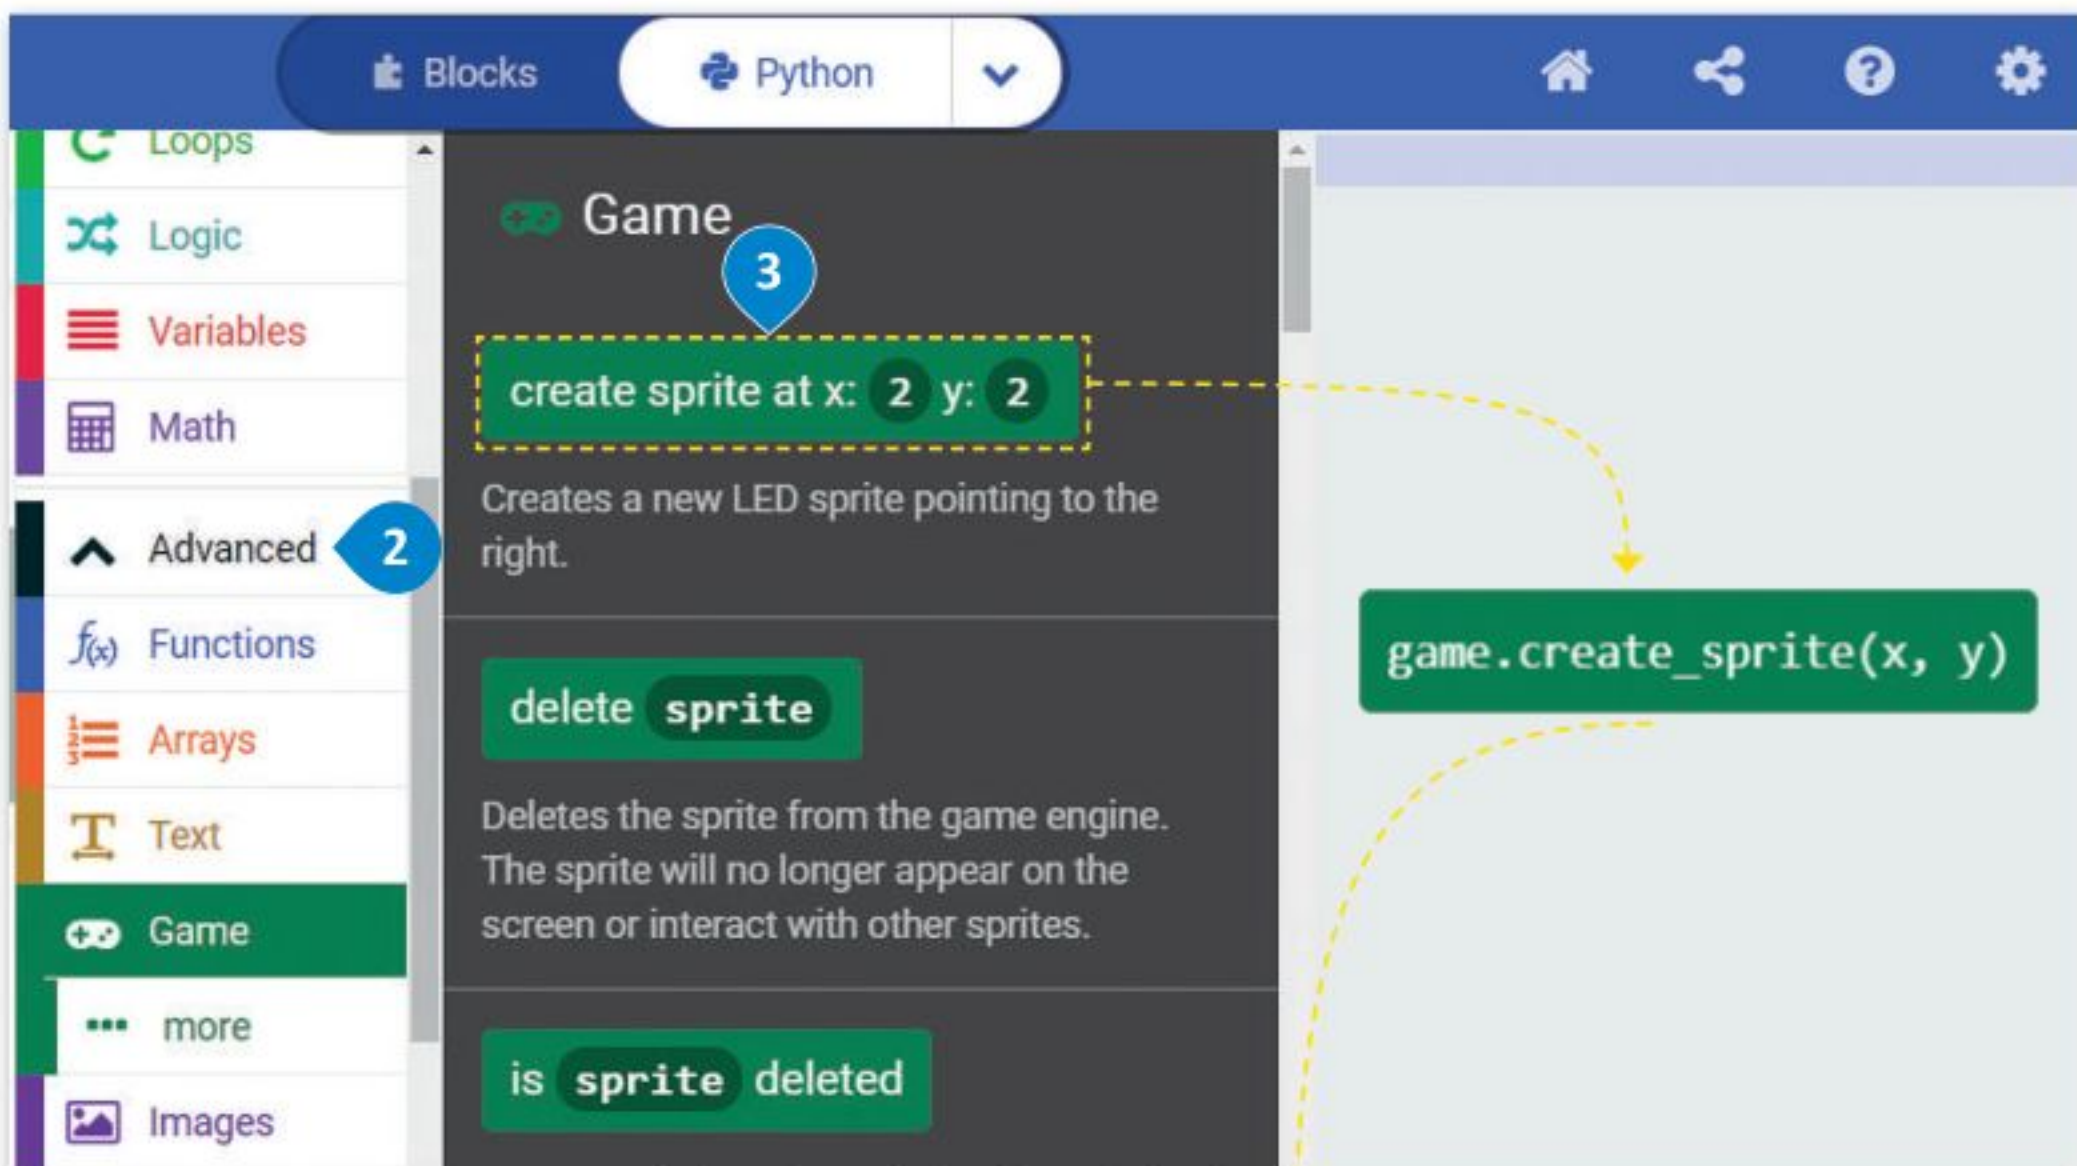 Blocks
Python
Loops
Logic
Variables
Math
Advanced
2
Functions
Arrays
Text
Game
more
Images
Game
3
create sprite at x: 2 y: 2
Creates a new LED sprite pointing to the
right.
delete sprite
Deletes the sprite from the game engine.
The sprite will no longer appear on the
screen or interact with other sprites.
is sprite deleted
game.create_sprite(x, y)